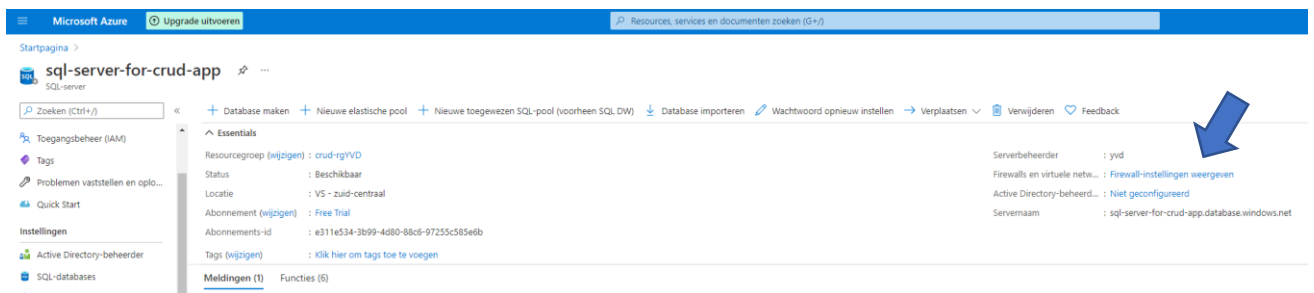 Microsoft Azure
Upgrade uitvoeren
Resources, services en documenten zoeken (G+/)
Startpagina >
sql-server-for-crud-app
SQL-server
Zoeken (Ctrl+/)
Database maken
Nieuwe elastische pool
Nieuwe toegewezen SQL-pool (voorheen SQL DW)
Database importeren
Wachtwoord opnieuw instellen
Verplaatsen
Verwijderen
Feedback
Toegangsbeheer (IAM)
Tags
Problemen vaststellen en oplo...
Quick Start
Instellingen
Active Directory-beheerder
SQL-databases
Essentials
Resourcegroep (wijzigen) : crud-rgYVD
Status : Beschikbaar
Locatie : VS - zuid-centraal
Abonnement (wijzigen) : Free Trial
Abonnements-id : e311e534-3b99-4d80-88c6-97255c585e6b
Tags (wijzigen) : Klik hier om tags toe te voegen
Serverbeheerder : yvd
Firewalls en virtuele netw... : Firewall-instellingen weergeven
Active Directory-beheerd... : Niet geconfigureerd
Servernaam : sql-server-for-crud-app.database.windows.net
Meldingen (1) Functies (6)